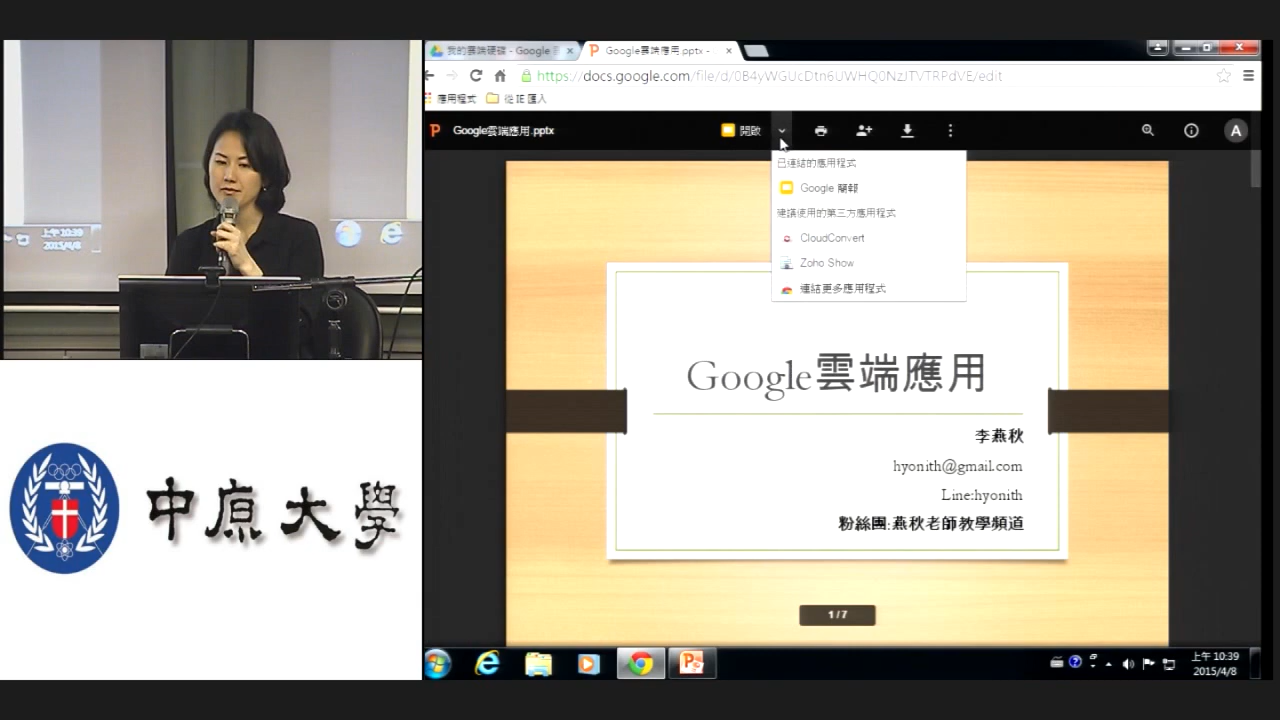 上午 10:39
2015/4/8
中原大學
我的雲端硬碟 - Google
Google雲端應用.pptx -
https://docs.google.com/file/d/0B4yWGUcDtn6UWHQ0NzJTVTRPdVE/edit
應用程式 從 IE 匯入
Google雲端應用.pptx 開啟 A
已連結的應用程式
Google 簡報
建議使用的第三方應用程式
CloudConvert
Zoho Show
連結更多應用程式
Google雲端應用
李燕秋
hyonith@gmail.com
Line:hyonith
粉絲團:燕秋老師教學頻道
1 / 7
上午 10:39
2015/4/8